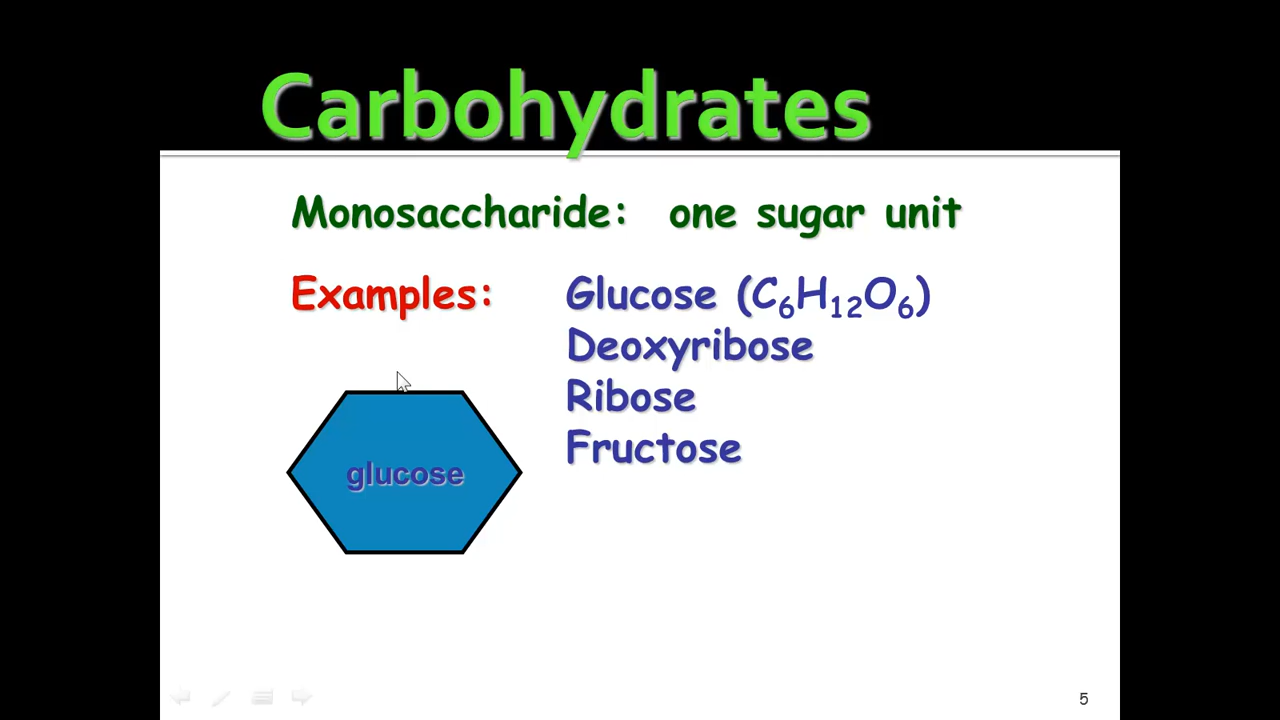 Carbohydrates
Monosaccharide: one sugar unit
Examples: Glucose (C₆H₁₂O₆)
Deoxyribose
Ribose
Fructose
glucose
5